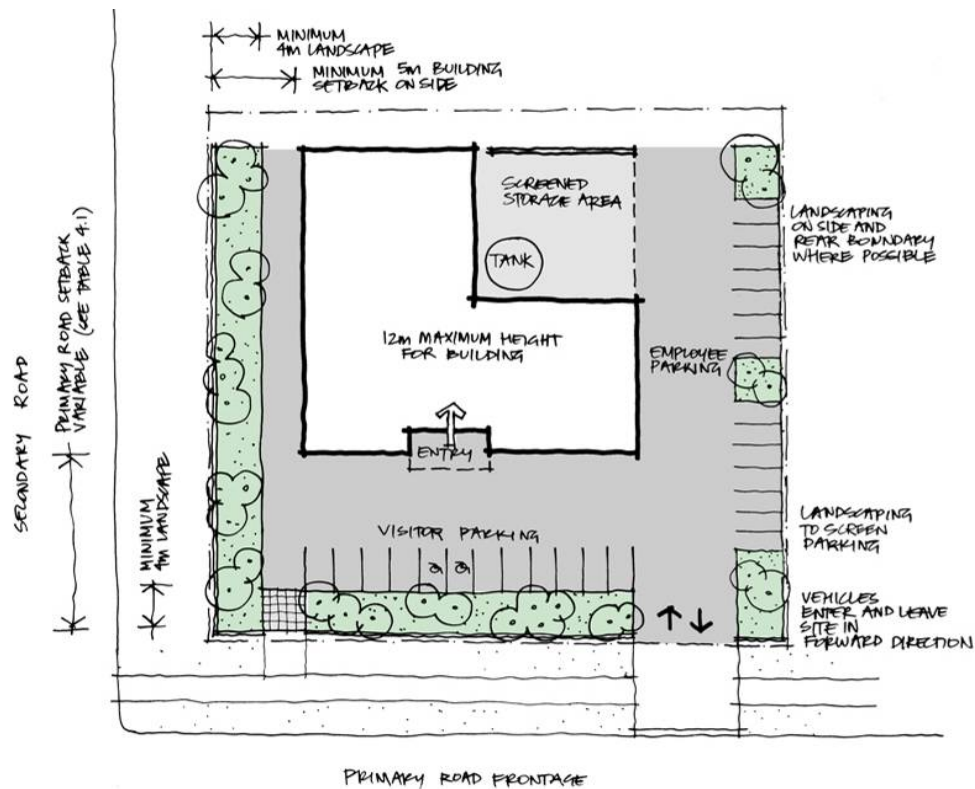 MINIMUM
4M LANDSCAPE
MINIMUM 5M BUILDING
SETBACK ON SIDE
SCREENED
STORAGE AREA
TANK
LANDSCAPING
ON SIDE AND
REAR BOUNDARY
WHERE POSSIBLE
12M MAXIMUM HEIGHT
FOR BUILDING
EMPLOYEE
PARKING
ENTRY
SECONDARY ROAD
PRIMARY ROAD SETBACK
VARIABLE (SEE TABLE 4.1)
MINIMUM
4M LANDSCAPE
VISITOR PARKING
LANDSCAPING
TO SCREEN
PARKING
VEHICLES
ENTER AND LEAVE
SITE IN
FORWARD DIRECTION
PRIMARY ROAD FRONTAGE